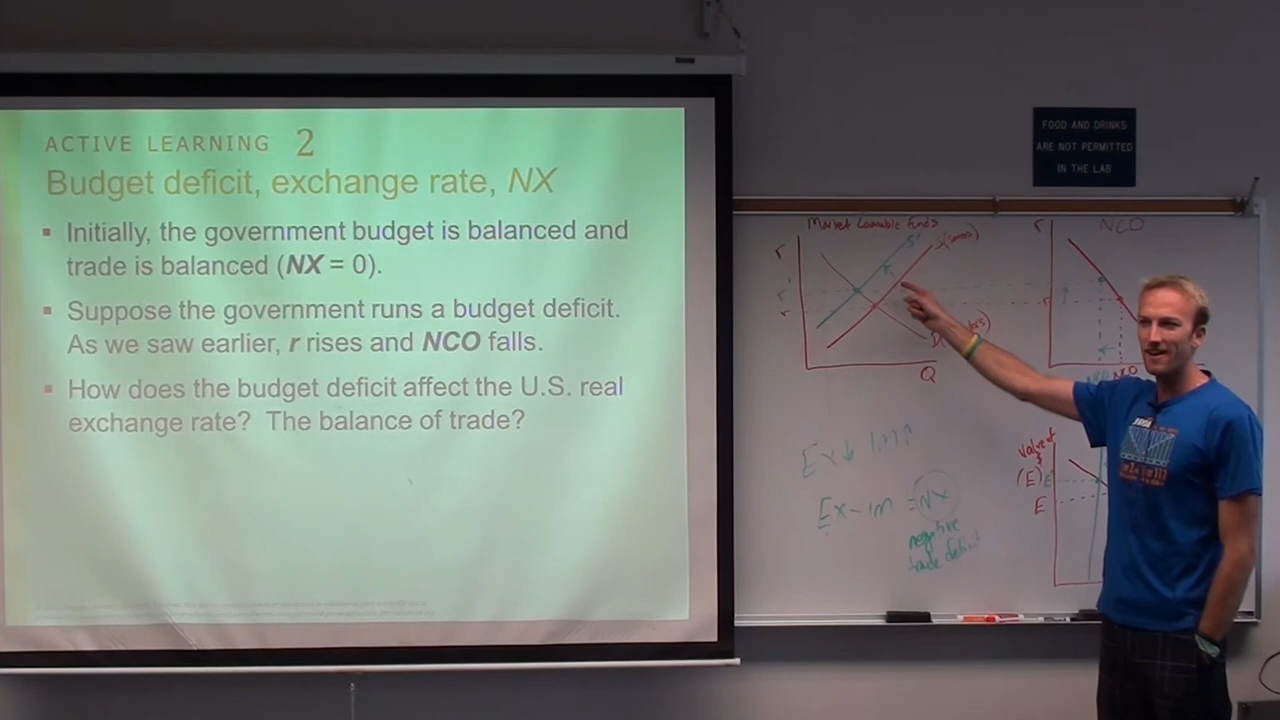 ACTIVE LEARNING 2
Budget deficit, exchange rate, NX
▪ Initially, the government budget is balanced and
trade is balanced (NX = 0).
▪ Suppose the government runs a budget deficit.
As we saw earlier, r rises and NCO falls.
▪ How does the budget deficit affect the U.S. real
exchange rate? The balance of trade?
FOOD AND DRINKS
ARE NOT PERMITTED
IN THE LAB
Market Loanable funds
r
S'
r'
r
D
Q
r
NCO
r
NCO
Ex↓ Im↑
Ex-Im = NX
negative
trade deficit
Value of
$
(E) E'
E